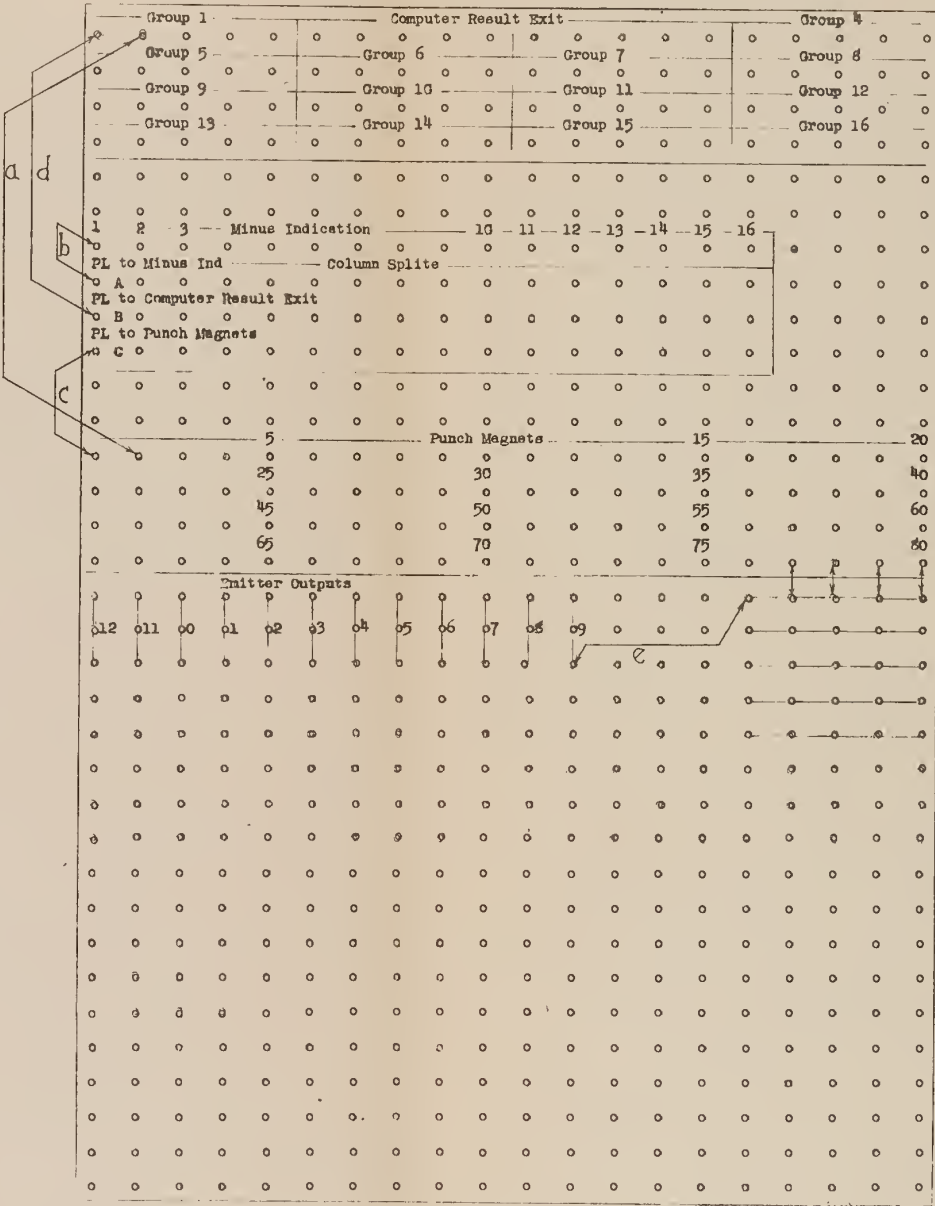 Group 1 Computer Result Exit Group 4
Group 5 Group 6 Group 7 Group 8
Group 9 Group 10 Group 11 Group 12
Group 13 Group 14 Group 15 Group 16
a d
1 2 3 Minus Indication 10 11 12 13 14 15 16
b
PL to Minus Ind Column Splite
A
PL to Computer Result Exit
B
PL to Punch Magnets
C
c
5 Punch Magnets 15 20
25 30 35 40
45 50 55 60
65 70 75 80
Emitter Outputs
12 11 0 1 2 3 4 5 6 7 8 9
e